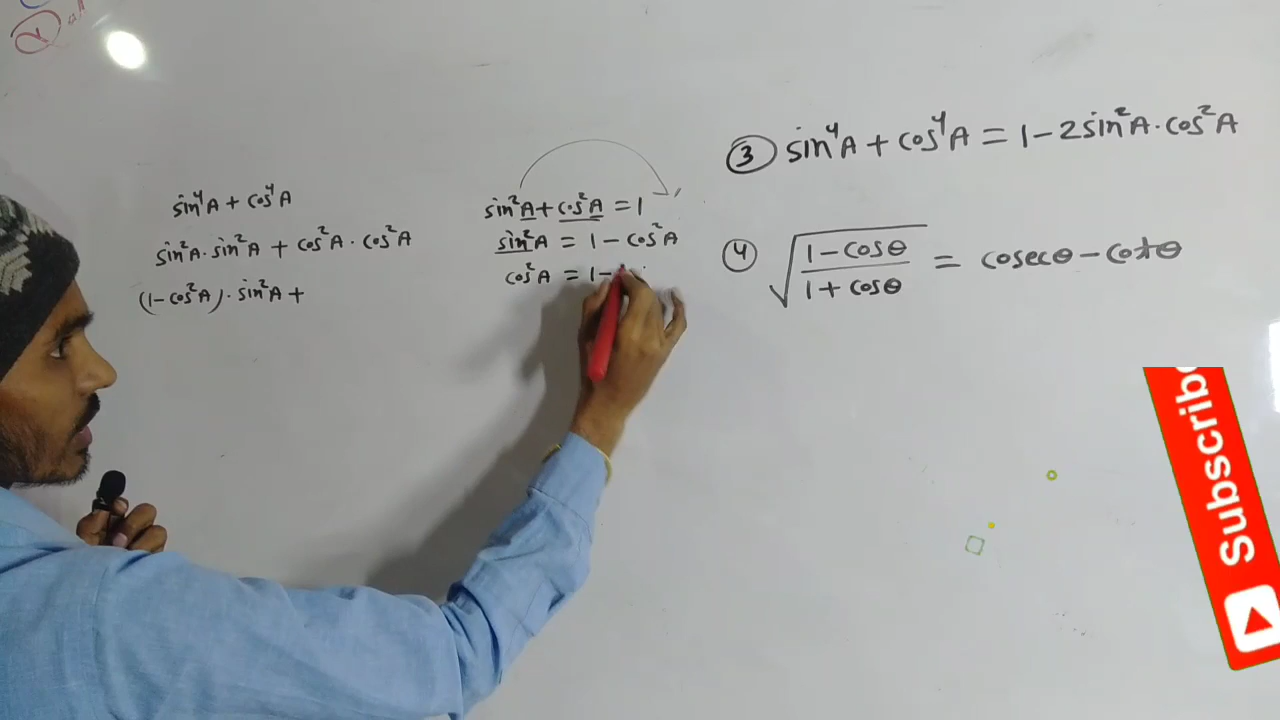 sin⁴A + cos⁴A
sin²A · sin²A + cos²A · cos²A
(1 - cos²A) · sin²A +
sin²A + cos²A = 1
sin²A = 1 - cos²A
cos²A = 1 -
③ sin⁴A + cos⁴A = 1 - 2sin²A · cos²A
④ √((1 - cosθ)/(1 + cosθ)) = cosecθ - cotθ
Subscribe